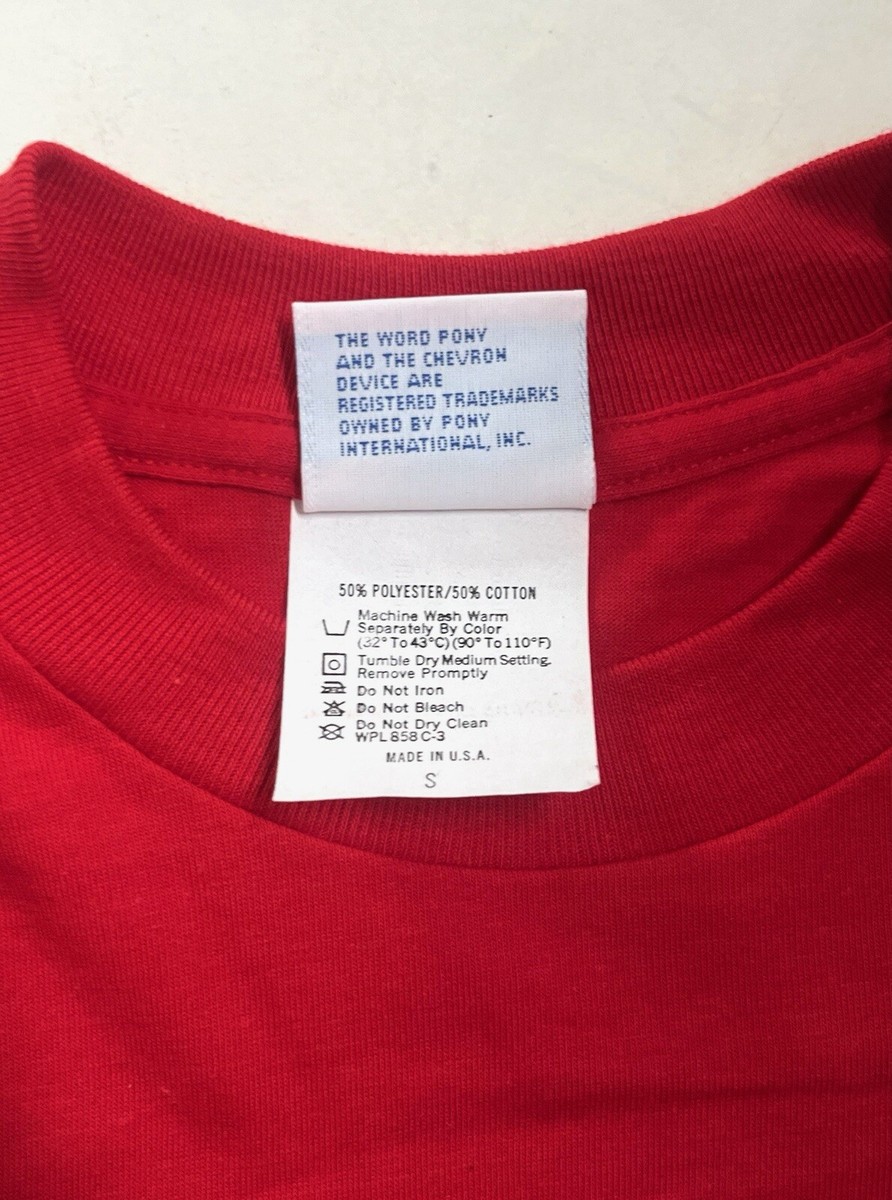 THE WORD PONY
AND THE CHEVRON
DEVICE ARE
REGISTERED TRADEMARKS
OWNED BY PONY
INTERNATIONAL, INC.
50% POLYESTER/50% COTTON
Machine Wash Warm
Separately By Color
(32° To 43°C) (90° To 110°F)
Tumble Dry Medium Setting.
Remove Promptly
Do Not Iron
Do Not Bleach
Do Not Dry Clean
WPL 858 C-3
MADE IN U.S.A.
S